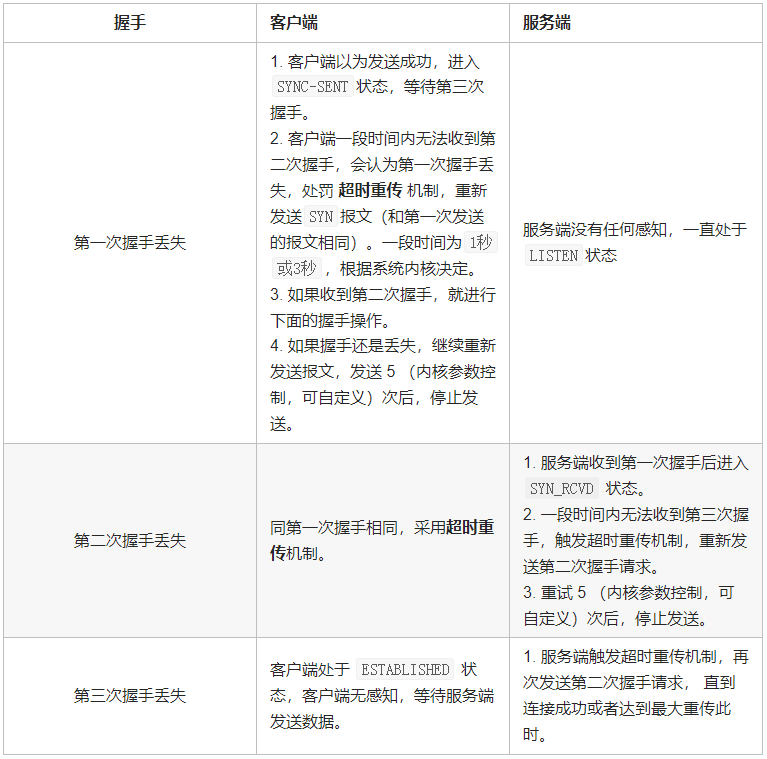 握手
客户端
服务端
第一次握手丢失
1. 客户端以为发送成功，进入
SYNC-SENT 状态，等待第三次
握手。
2. 客户端一段时间内无法收到第
二次握手，会认为第一次握手丢
失，处罚 超时重传 机制，重新
发送 SYN 报文（和第一次发送
的报文相同）。一段时间为 1秒
或3秒 ，根据系统内核决定。
3. 如果收到第二次握手，就进行
下面的握手操作。
4. 如果握手还是丢失，继续重新
发送报文，发送 5 （内核参数控
制，可自定义）次后，停止发
送。
服务端没有任何感知，一直处于
LISTEN 状态
第二次握手丢失
同第一次握手相同，采用超时重
传机制。
1. 服务端收到第一次握手后进入
SYN_RCVD 状态。
2. 一段时间内无法收到第三次握
手，触发超时重传机制，重新发
送第二次握手请求。
3. 重试 5 （内核参数控制，可
自定义）次后，停止发送。
第三次握手丢失
客户端处于 ESTABLISHED 状
态，客户端无感知，等待服务端
发送数据。
1. 服务端触发超时重传机制，再
次发送第二次握手请求， 直到
连接成功或者达到最大重传此
时。